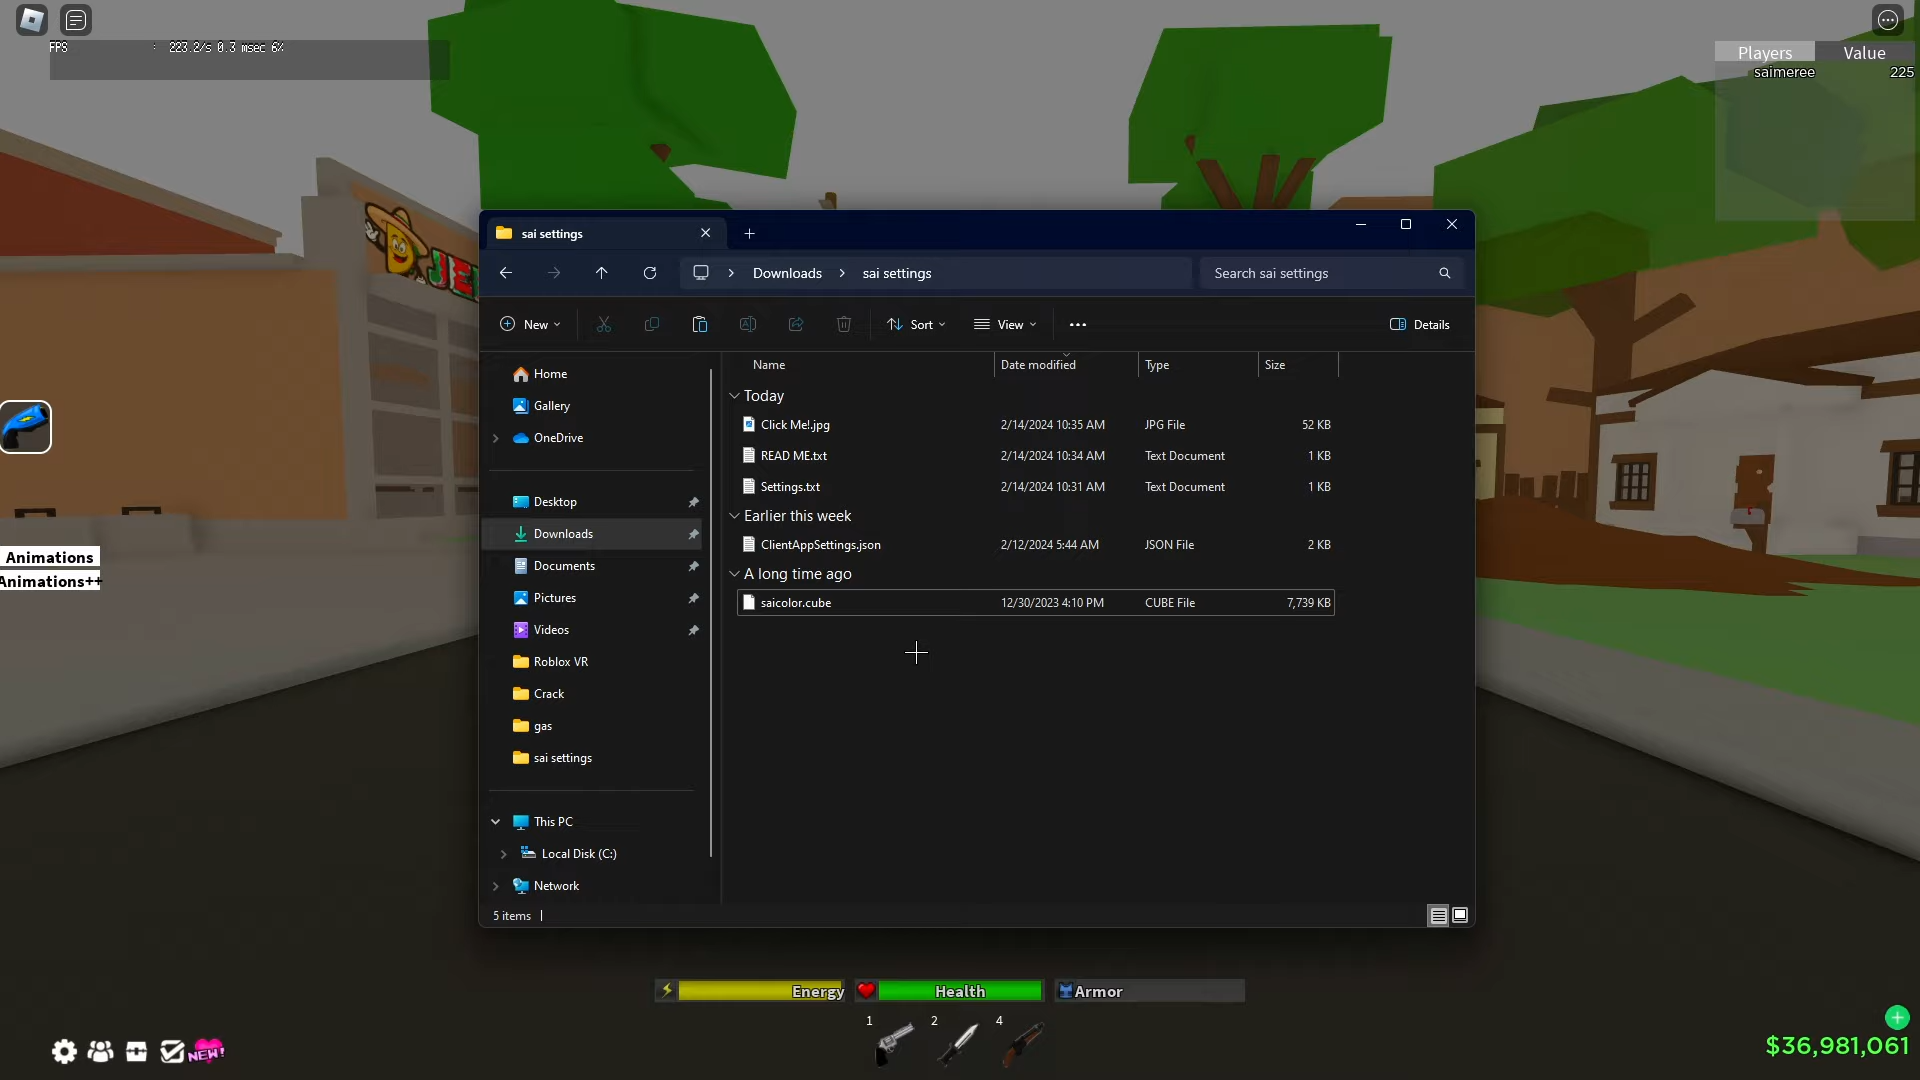 FPS : 223.2/s 0.3 msec 6%
Players Value
saimeree 225
JE
sai settings
Downloads > sai settings
Search sai settings
New
Sort
View
Details
Home
Gallery
OneDrive
Desktop
Downloads
Documents
Pictures
Videos
Roblox VR
Crack
gas
sai settings
This PC
Local Disk (C:)
Network
Name Date modified Type Size
Today
Click Me!.jpg 2/14/2024 10:35 AM JPG File 52 KB
READ ME.txt 2/14/2024 10:34 AM Text Document 1 KB
Settings.txt 2/14/2024 10:31 AM Text Document 1 KB
Earlier this week
ClientAppSettings.json 2/12/2024 5:44 AM JSON File 2 KB
A long time ago
saicolor.cube 12/30/2023 4:10 PM CUBE File 7,739 KB
5 items
Animations
Animations++
Energy
Health
Armor
1
2
4
NEW!
$36,981,061